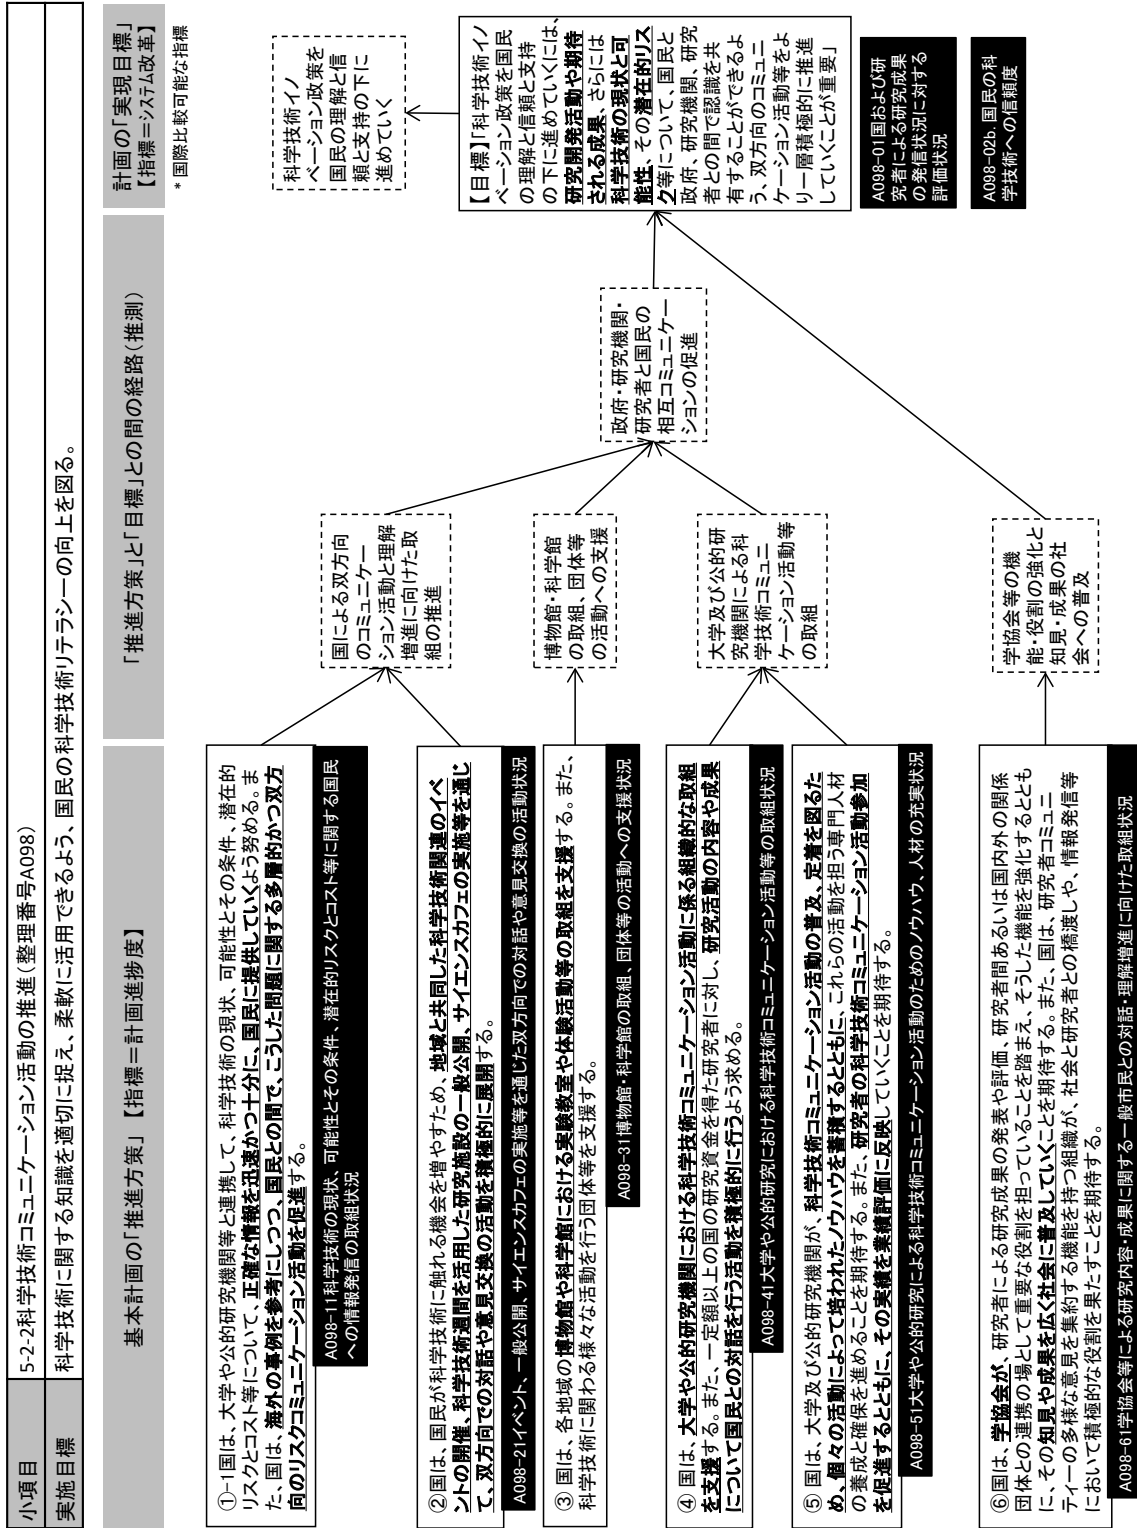 小項目
5-2-2科学技術コミュニケーション活動の推進（整理番号A098）
実施目標
科学技術に関する知識を適切に捉え、柔軟に活用できるよう、国民の科学技術リテラシーの向上を図る。
基本計画の「推進方策」 【指標＝計画進捗度】
「推進方策」と「目標」との間の経路（推測）
計画の「実現目標」
【指標＝システム改革】
* 国際比較可能な指標
①-1国は、大学や公的研究機関等と連携して、科学技術の現状、可能性とその条件、潜在的
リスクとコスト等について、正確な情報を迅速かつ十分に、国民に提供していくよう努める。ま
た、国は、海外の事例を参考にしつつ、国民との間で、こうした問題に関する多層的かつ双方
向のリスクコミュニケーション活動を促進する。
A098-11科学技術の現状、可能性とその条件、潜在的リスクとコスト等に関する国民
への情報発信の取組状況
②国は、国民が科学技術に触れる機会を増やすため、地域と共同した科学技術関連のイベ
ントの開催、科学技術週間を活用した研究施設の一般公開、サイエンスカフェの実施等を通じ
て、双方向での対話や意見交換の活動を積極的に展開する。
A098-21イベント、一般公開、サイエンスカフェの実施等を通じた双方向での対話や意見交換の活動状況
③ 国は、各地域の博物館や科学館における実験教室や体験活動等の取組を支援する。また、
科学技術に関わる様々な活動を行う団体等を支援する。
A098-31博物館・科学館の取組、団体等の活動への支援状況
④ 国は、大学や公的研究機関における科学技術コミュニケーション活動に係る組織的な取組
を支援する。また、一定額以上の国の研究資金を得た研究者に対し、研究活動の内容や成果
について国民との対話を行う活動を積極的に行うよう求める。
A098-41大学や公的研究における科学技術コミュニケーション活動等の取組状況
⑤ 国は、大学及び公的研究機関が、科学技術コミュニケーション活動の普及、定着を図るた
め、個々の活動によって培われたノウハウを蓄積するとともに、これらの活動を担う専門人材
の養成と確保を進めることを期待する。また、研究者の科学技術コミュニケーション活動参加
を促進するとともに、その実績を業績評価に反映していくことを期待する。
A098-51大学や公的研究による科学技術コミュニケーション活動のためのノウハウ、人材の充実状況
⑥国は、学協会が、研究者による研究成果の発表や評価、研究者間あるいは国内外の関係
団体との連携の場として重要な役割を担っていることを踏まえ、そうした機能を強化するととも
に、その知見や成果を広く社会に普及していくことを期待する。また、国は、研究者コミュニ
ティーの多様な意見を集約する機能を持つ組織が、社会と研究者との橋渡しや、情報発信等
において積極的な役割を果たすことを期待する。
A098-61学協会等による研究内容・成果に関する一般市民との対話・理解増進に向けた取組状況
国による双方向
のコミュニケー
ション活動と理解
増進に向けた取
組の推進
博物館・科学館
の取組、団体等
の活動への支援
大学及び公的研
究機関による科
学技術コミュニ
ケーション活動等
の取組
学協会等の機
能・役割の強化と
知見・成果の社
会への普及
政府・研究機関・
研究者と国民の
相互コミュニケー
ションの促進
科学技術イノ
ベーション政策を
国民の理解と信
頼と支持の下に
進めていく
【目標】「科学技術イノ
ベーション政策を国民
の理解と信頼と支持
の下に進めていくには、
研究開発活動や期待
される成果、さらには
科学技術の現状と可
能性、その潜在的リス
ク等について、国民と
政府、研究機関、研究
者との間で認識を共
有することができるよ
う、双方向のコミュニ
ケーション活動等をよ
り一層積極的に推進
していくことが重要」
A098-01国および研
究者による研究成果
の発信状況に対する
評価状況
A098-02b. 国民の科
学技術への信頼度